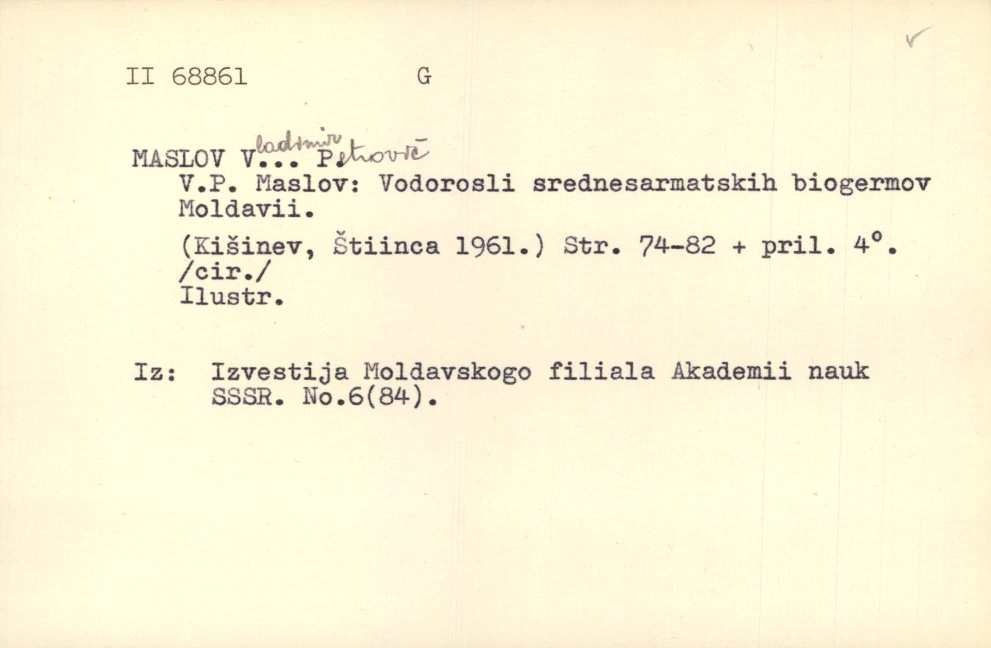 II 68861 G
MASLOV Vladimir Petrovič
V.P. Maslov: Vodorosli srednesarmatskih biogermov
Moldavii.
(Kišinev, Štiinca 1961.) Str. 74-82 + pril. 4°.
/cir./
Ilustr.
Iz: Izvestija Moldavskogo filiala Akademii nauk
SSSR. No.6(84).